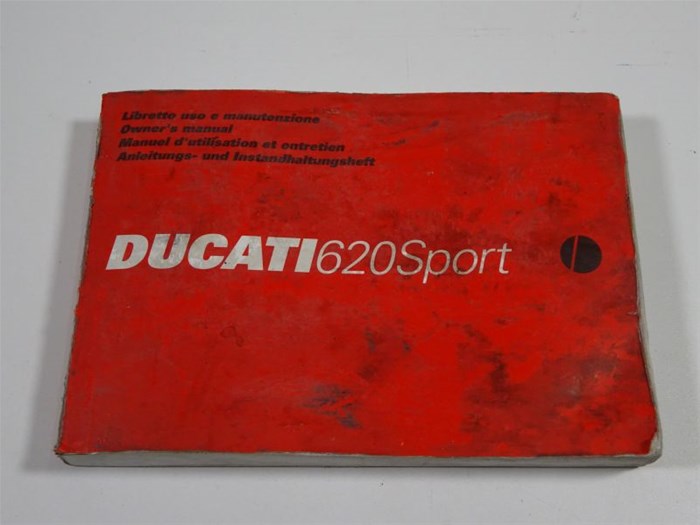 Libretto uso e manutenzione
Owner's manual
Manuel d'utilisation et entretien
Anleitungs- und Instandhaltungsheft
DUCATI620Sport